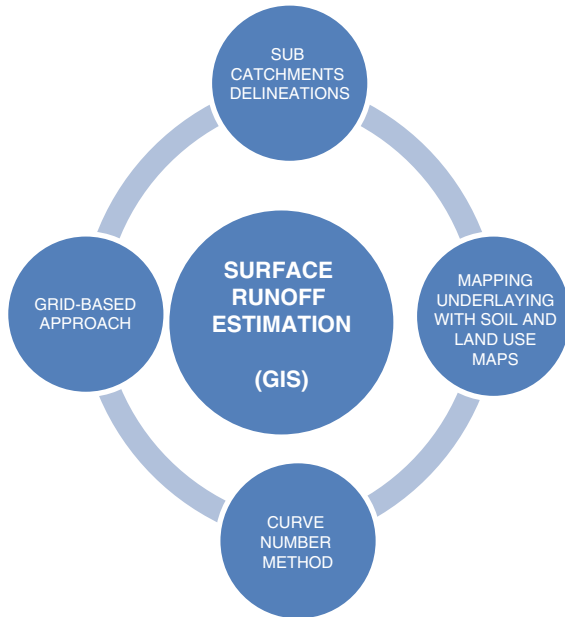 SUB
CATCHMENTS
DELINEATIONS
SURFACE
RUNOFF
ESTIMATION
(GIS)
GRID-BASED
APPROACH
MAPPING
UNDERLAYING
WITH SOIL AND
LAND USE
MAPS
CURVE
NUMBER
METHOD